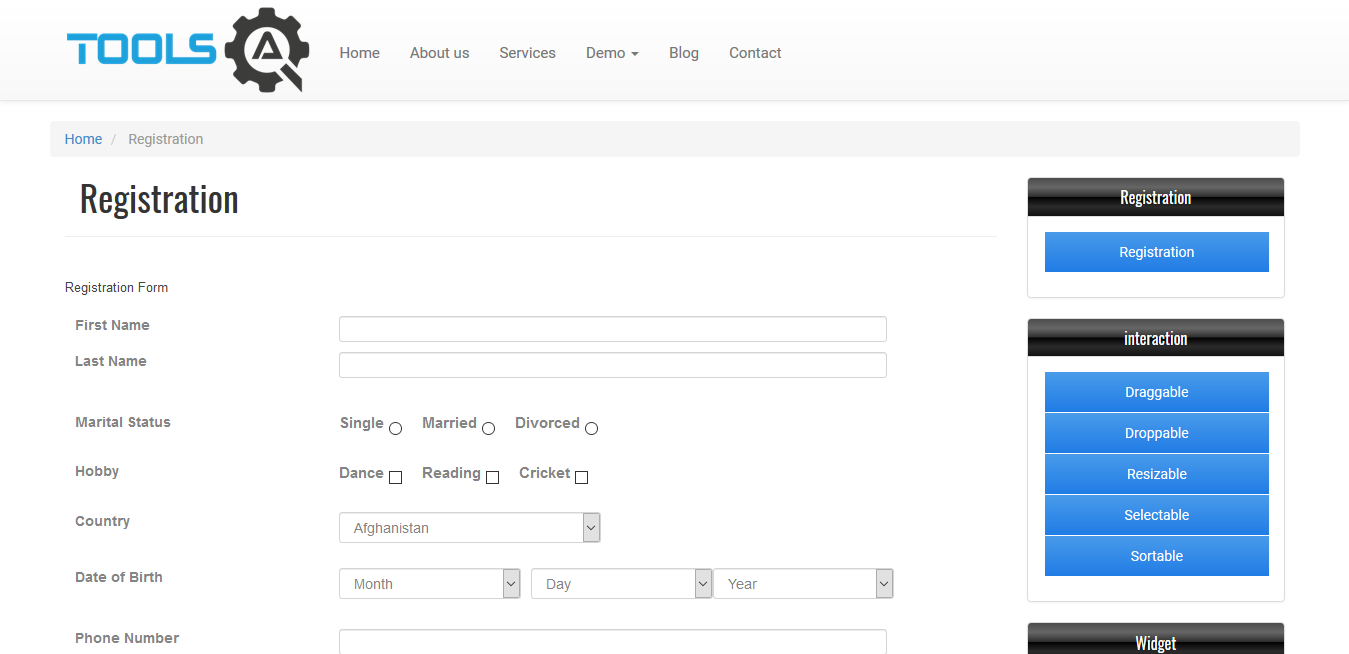 TOOLS QA
Home About us Services Demo Blog Contact
Home / Registration
Registration
Registration Form
First Name
Last Name
Marital Status Single Married Divorced
Hobby Dance Reading Cricket
Country Afghanistan
Date of Birth Month Day Year
Phone Number
Registration
Registration
interaction
Draggable
Droppable
Resizable
Selectable
Sortable
Widget